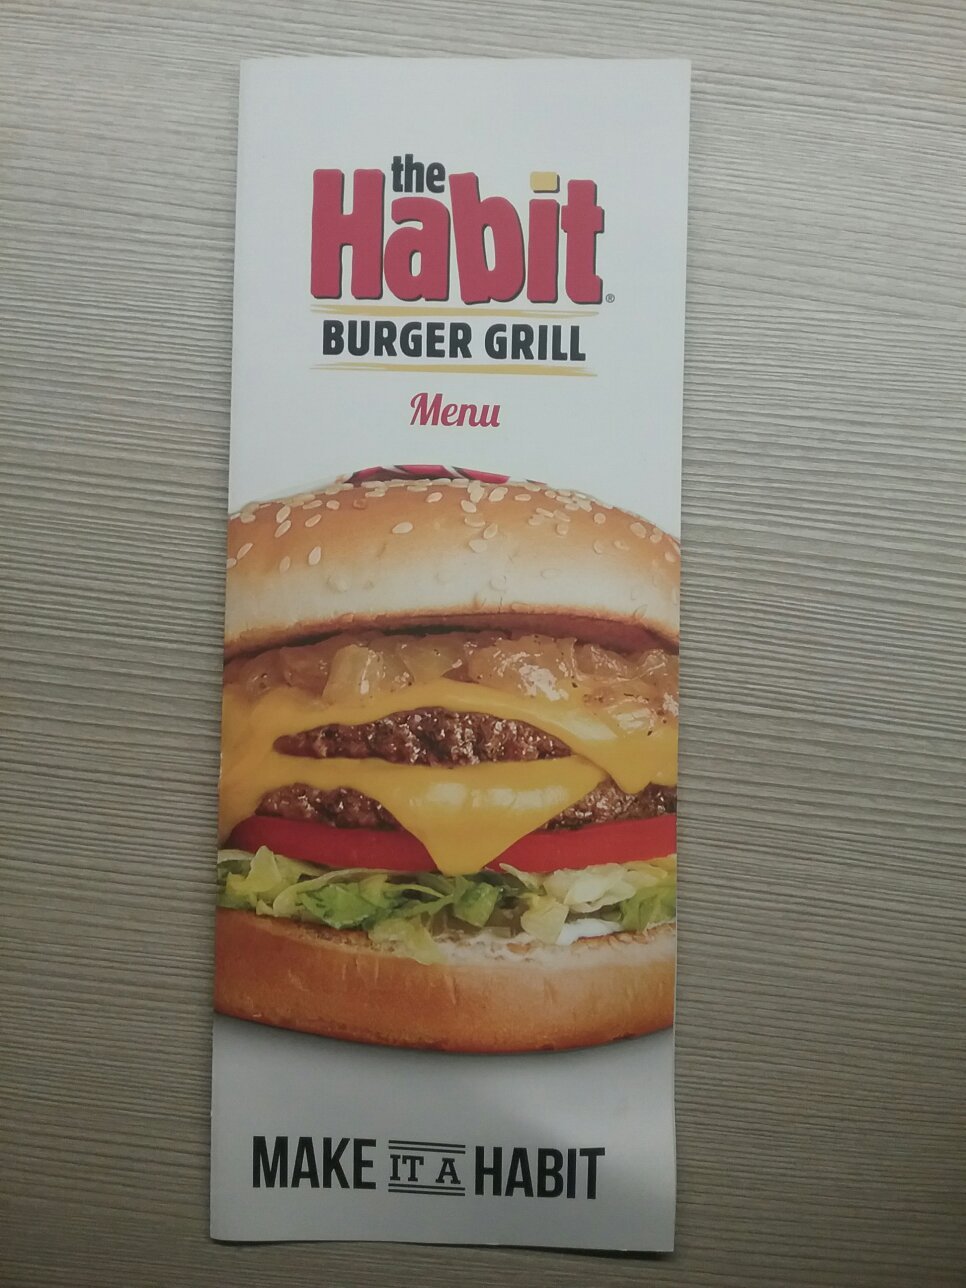 the
Habit®
BURGER GRILL
Menu
MAKE IT A HABIT